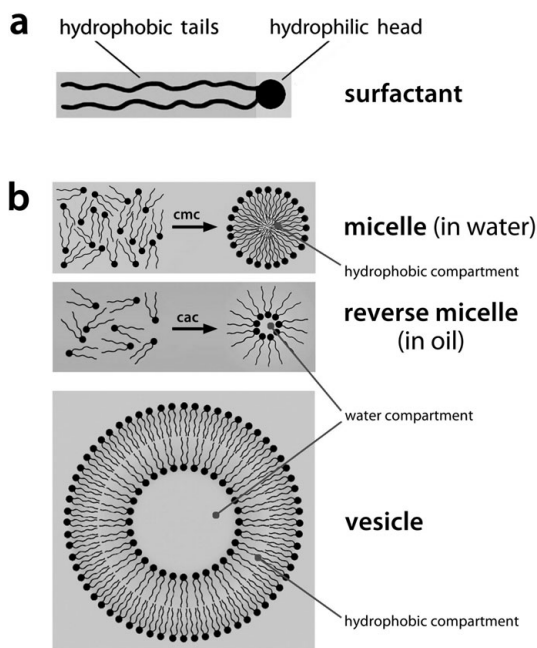 a
hydrophobic tails
hydrophilic head
surfactant
b
cmc
micelle (in water)
hydrophobic compartment
cac
reverse micelle
(in oil)
water compartment
vesicle
hydrophobic compartment